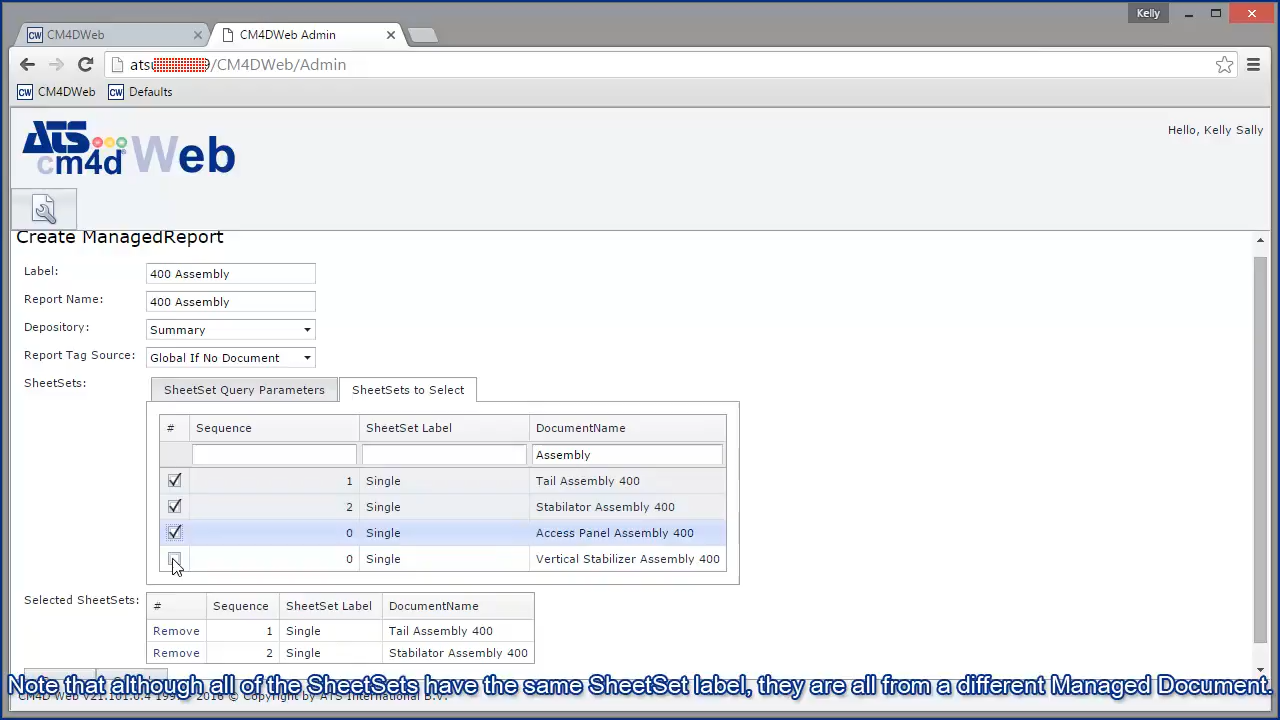 Kelly
CM4DWeb
CM4DWeb Admin
/CM4DWeb/Admin
CM4DWeb Defaults
ATS cm4d Web
Hello, Kelly Sally
Create ManagedReport
Label: 400 Assembly
Report Name: 400 Assembly
Depository: Summary
Report Tag Source: Global If No Document
SheetSets: SheetSet Query Parameters SheetSets to Select
# Sequence SheetSet Label DocumentName
Assembly
1 Single Tail Assembly 400
2 Single Stabilator Assembly 400
0 Single Access Panel Assembly 400
0 Single Vertical Stabilizer Assembly 400
Selected SheetSets: # Sequence SheetSet Label DocumentName
Remove 1 Single Tail Assembly 400
Remove 2 Single Stabilator Assembly 400
Note that although all of the SheetSets have the same SheetSet label, they are all from a different Managed Document.